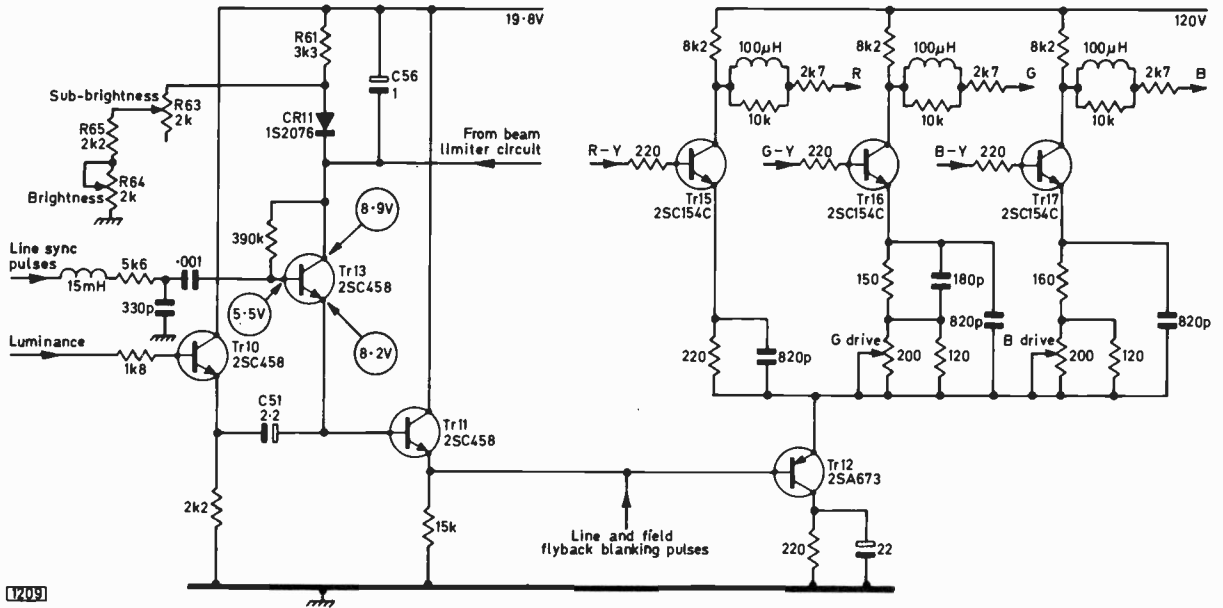 19·8V
120V
R61
3k3
C56
1
CR11
1S2076
Sub-brightness
R63
2k
R65
2k2
R64
2k
Brightness
From beam
limiter circuit
8·9V
390k
Line sync
pulses
15mH
5k6
·001
330p
Tr13
2SC458
5·5V
8·2V
Luminance
1k8
Tr10
2SC458
C51
2·2
Tr11
2SC458
2k2
15k
Line and field
flyback blanking pulses
8k2
100µH
10k
2k7
R
8k2
100µH
10k
2k7
G
8k2
100µH
10k
2k7
B
R-Y
220
Tr15
2SC154C
G-Y
220
Tr16
2SC154C
B-Y
220
Tr17
2SC154C
220
820p
150
180p
820p
G drive
200
120
160
820p
B drive
200
120
Tr12
2SA673
220
22
1209